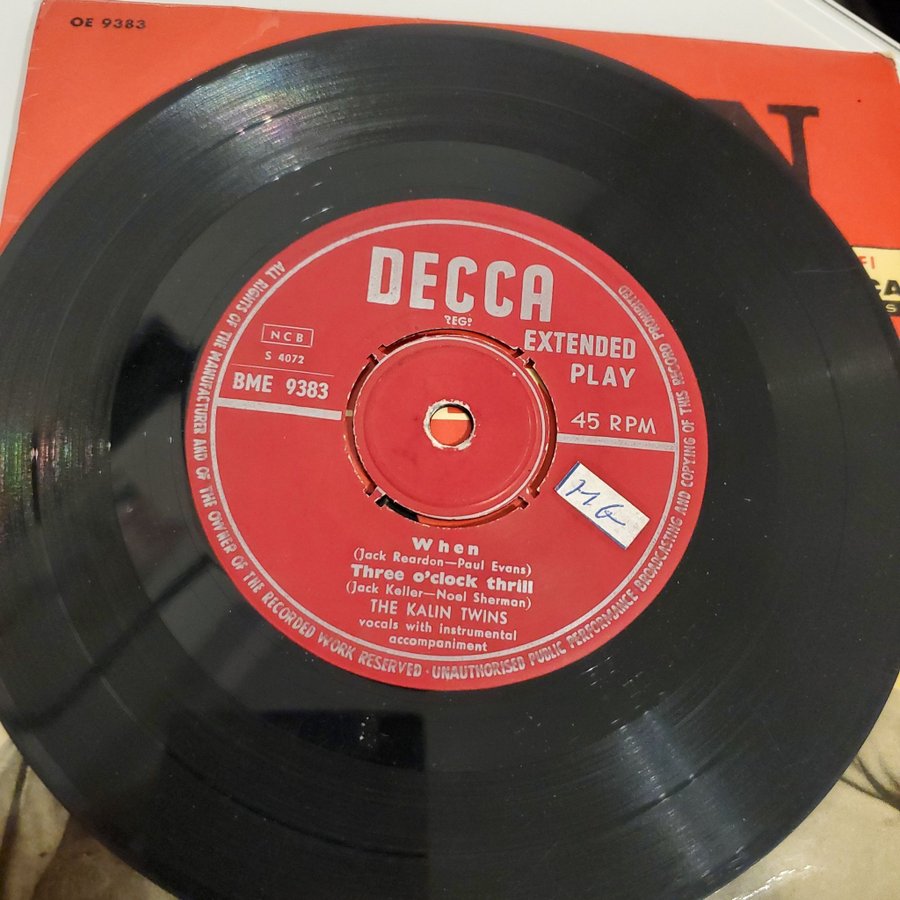 OE 9383
N
FI
CA
S
DECCA
REGD
EXTENDED
PLAY
NCB
S 4072
BME 9383
45 RPM
MG
When
(Jack Reardon—Paul Evans)
Three o'clock thrill
(Jack Keller—Noel Sherman)
THE KALIN TWINS
vocals with instrumental
accompaniment
ALL RIGHTS OF THE MANUFACTURER AND OF THE OWNER OF THE RECORDED WORK RESERVED · UNAUTHORISED PUBLIC PERFORMANCE BROADCASTING AND COPYING OF THIS RECORD PROHIBITED